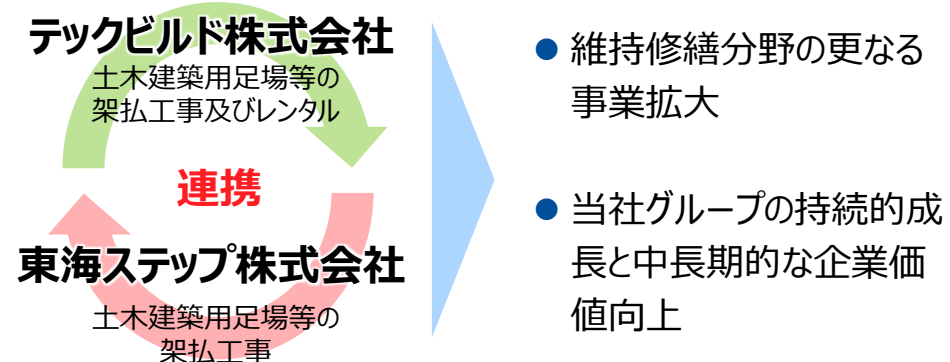 テックビルド株式会社
土木建築用足場等の
架払工事及びレンタル
連携
東海ステップ株式会社
土木建築用足場等の
架払工事
● 維持修繕分野の更なる
事業拡大
● 当社グループの持続的成
長と中長期的な企業価
値向上